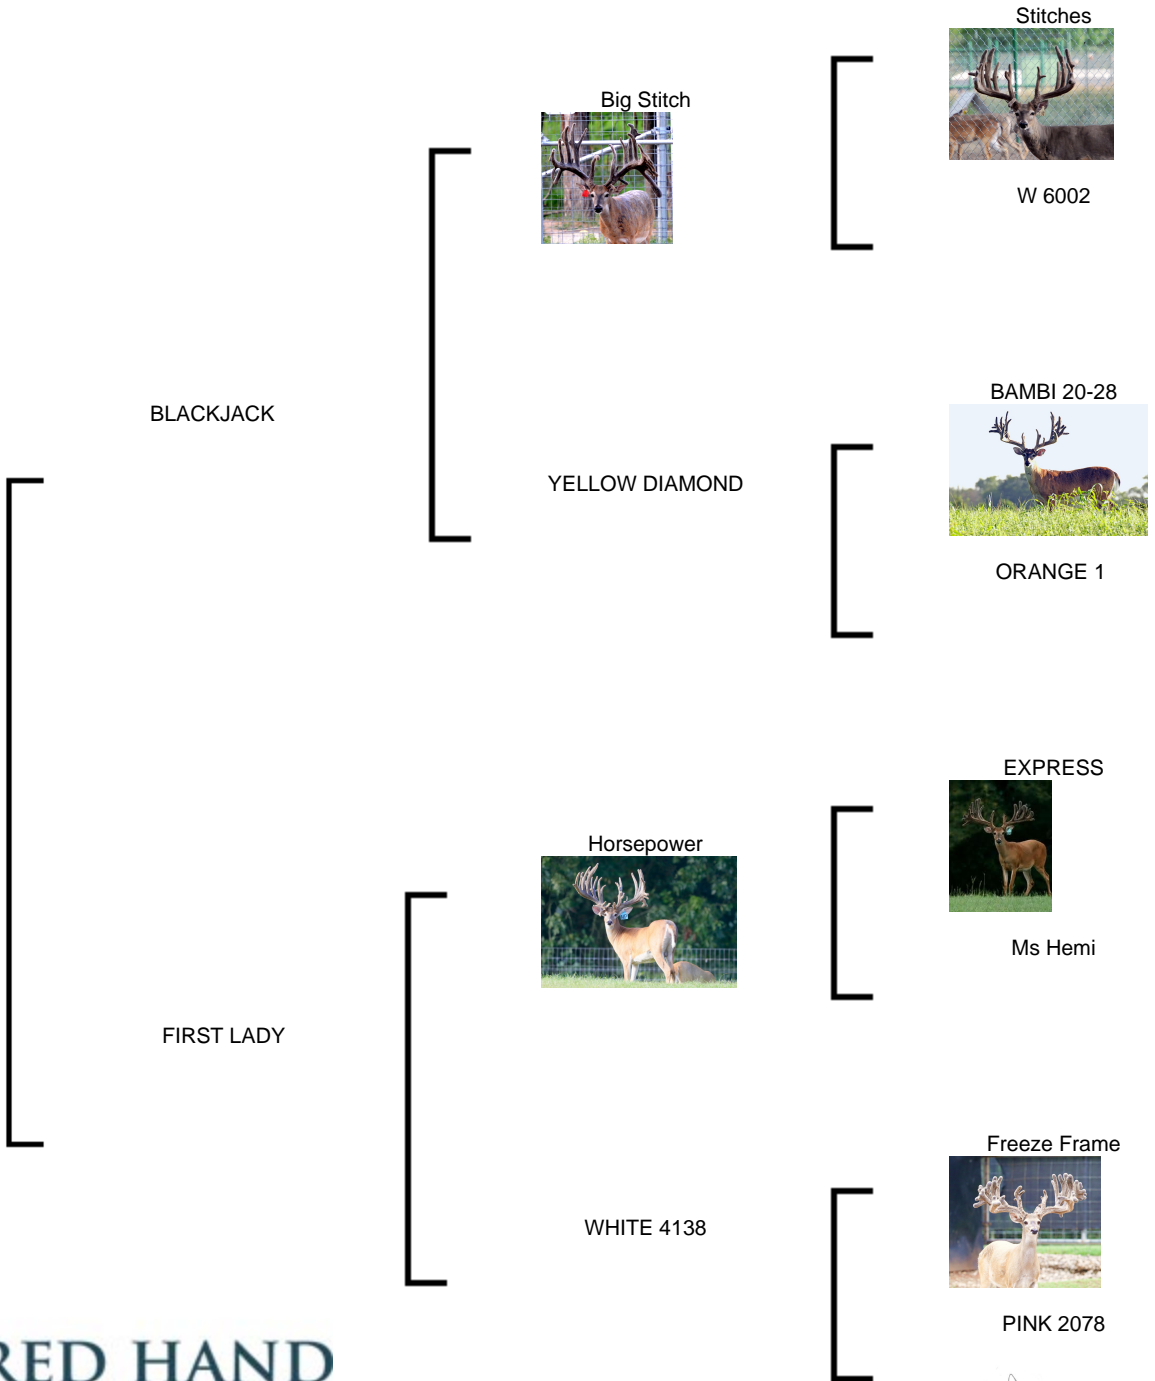 Stitches
Big Stitch
W 6002
BAMBI 20-28
BLACKJACK
YELLOW DIAMOND
ORANGE 1
EXPRESS
Horsepower
Ms Hemi
FIRST LADY
Freeze Frame
WHITE 4138
PINK 2078
RED HAND